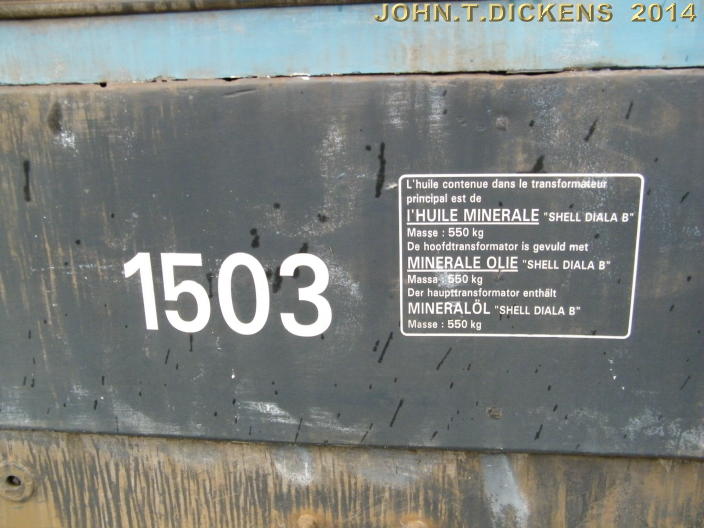 JOHN.T.DICKENS 2014
1503
L'huile contenue dans le transformateur
principal est de
l'HUILE MINERALE "SHELL DIALA B"
Masse : 550 kg
De hoofdtransformator is gevuld met
MINERALE OLIE "SHELL DIALA B"
Massa : 550 kg
Der haupttransformator enthält
MINERALÖL "SHELL DIALA B"
Masse : 550 kg